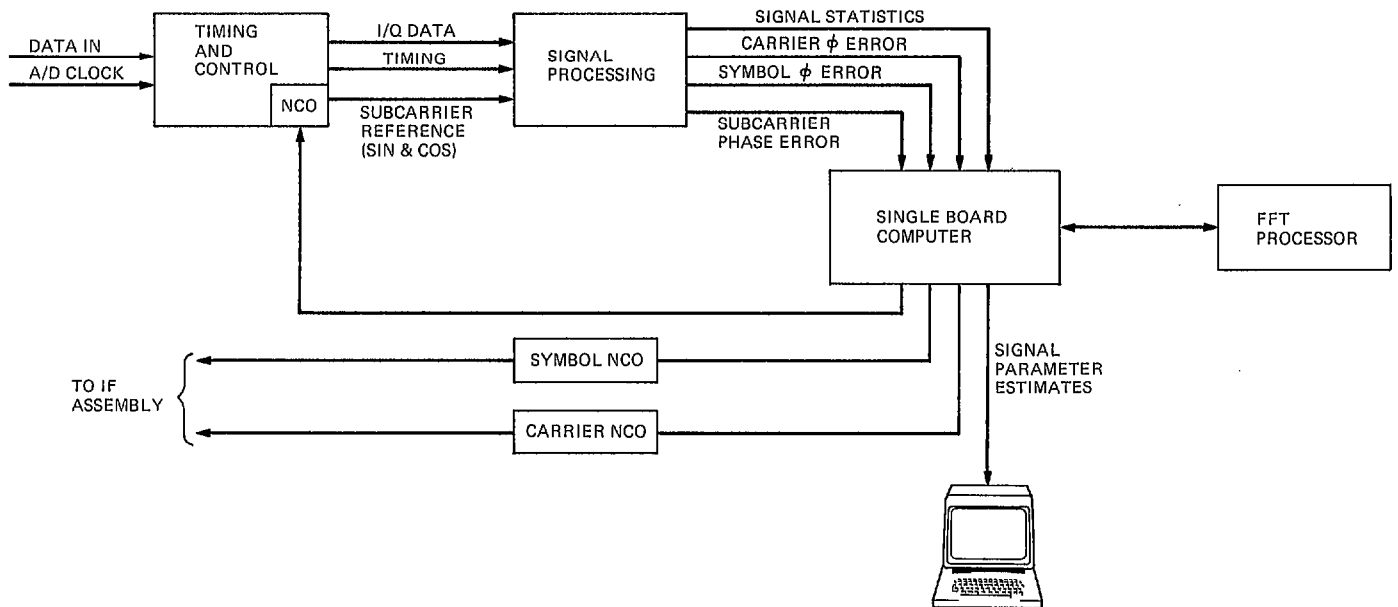 SIGNAL STATISTICS
CARRIER ϕ ERROR
SYMBOL ϕ ERROR
SUBCARRIER
PHASE ERROR
DATA IN
A/D CLOCK
TIMING
AND
CONTROL
NCO
I/Q DATA
TIMING
SUBCARRIER
REFERENCE
(SIN & COS)
SIGNAL
PROCESSING
SINGLE BOARD
COMPUTER
FFT
PROCESSOR
TO IF
ASSEMBLY
SYMBOL NCO
CARRIER NCO
SIGNAL
PARAMETER
ESTIMATES